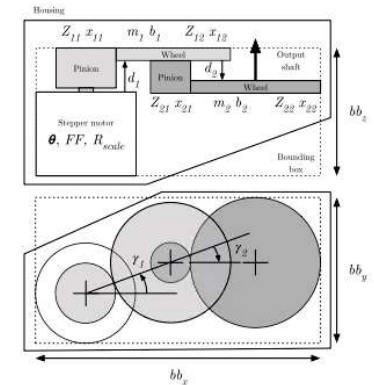 Housing
Z11 x11 m1 b1 Z12 x12
Wheel
Output
shaft
Pinion
d1
Pinion
d2
Wheel
Z21 x21 m2 b2 Z22 x22
bbz
Stepper motor
θ, FF, Rscale
Bounding
box
γ1
γ2
bby
bbx